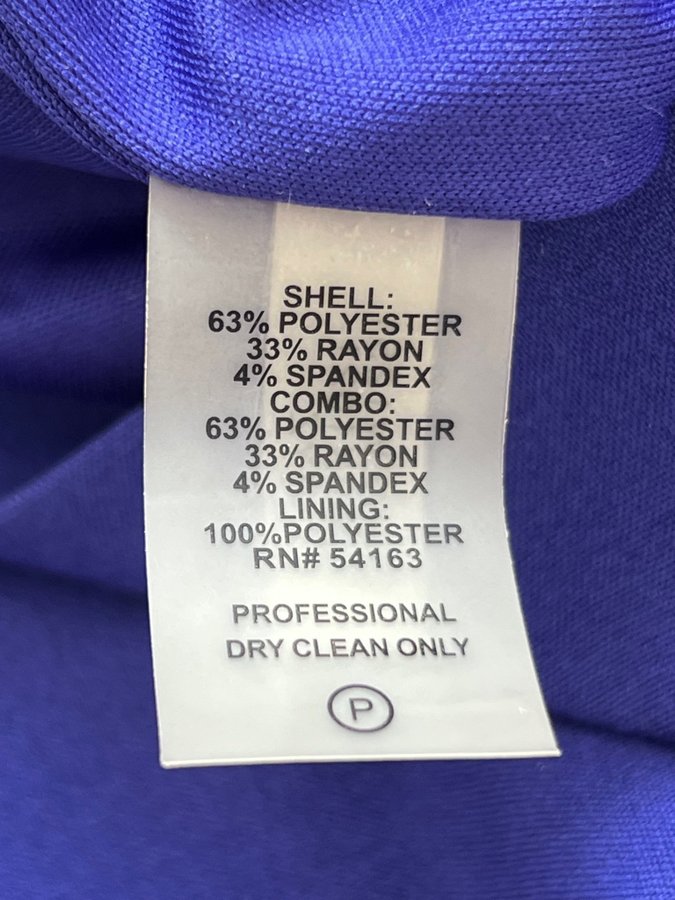 SHELL:
63% POLYESTER
33% RAYON
4% SPANDEX
COMBO:
63% POLYESTER
33% RAYON
4% SPANDEX
LINING:
100%POLYESTER
RN# 54163
PROFESSIONAL
DRY CLEAN ONLY
P